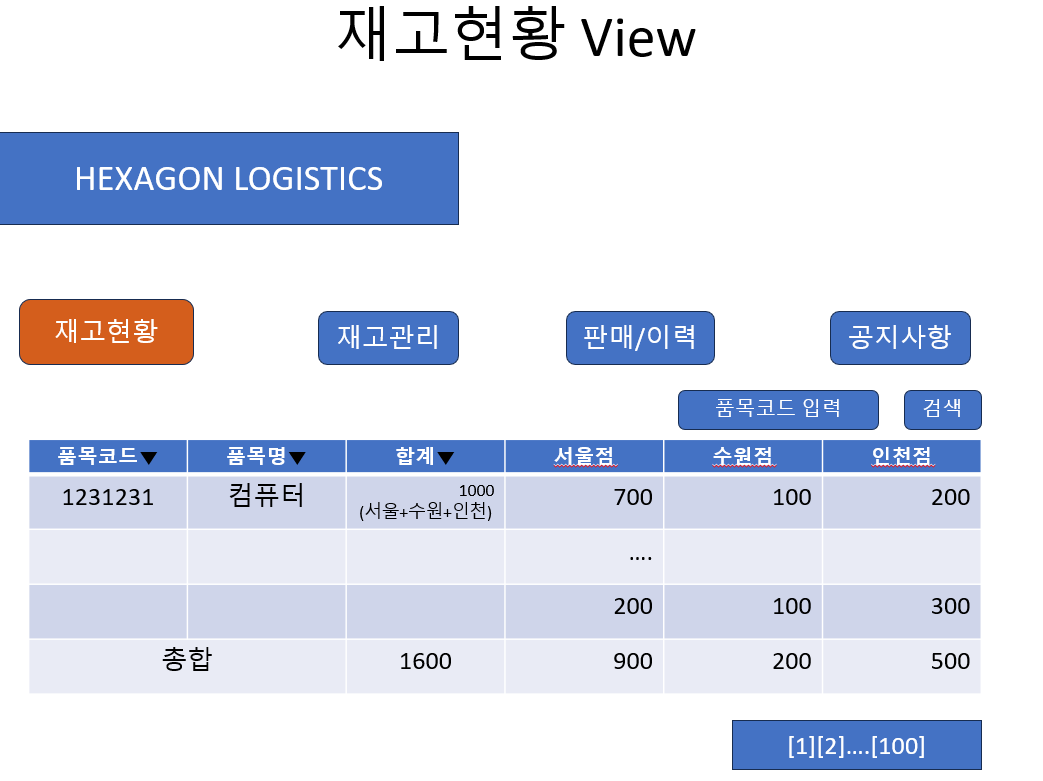 재고현황 View
HEXAGON LOGISTICS
재고현황 재고관리 판매/이력 공지사항
품목코드 입력 검색
품목코드▼ 품목명▼ 합계▼ 서울점 수원점 인천점
1231231 컴퓨터 1000 700 100 200
(서울+수원+인천)
....
200 100 300
총합 1600 900 200 500
[1][2]....[100]